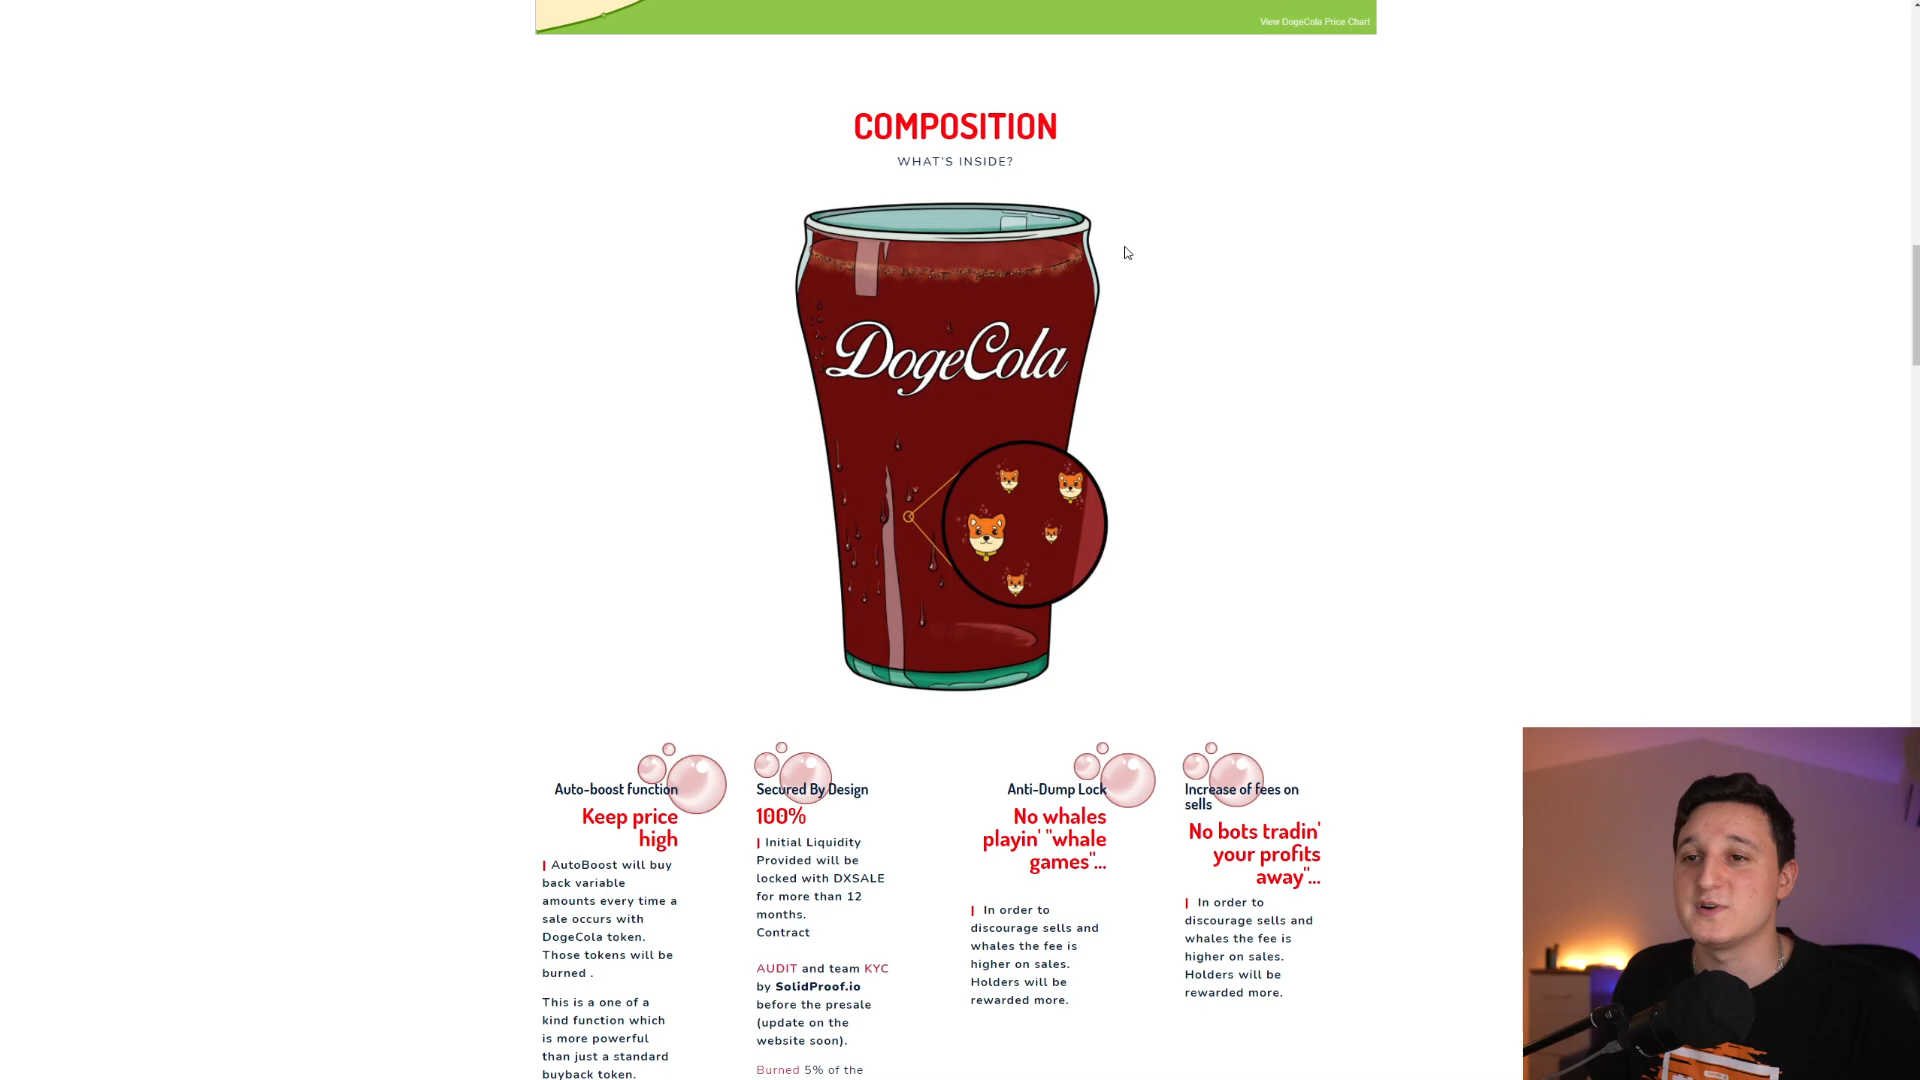 View DogeCola Price Chart
COMPOSITION
WHAT'S INSIDE?
DogeCola
Auto-boost function
Keep price
high
| AutoBoost will buy
back variable
amounts every time a
sale occurs with
DogeCola token.
Those tokens will be
burned .
This is a one of a
kind function which
is more powerful
than just a standard
buyback token.
Secured By Design
100%
| Initial Liquidity
Provided will be
locked with DXSALE
for more than 12
months.
Contract
AUDIT and team KYC
by SolidProof.io
before the presale
(update on the
website soon).
Burned 5% of the
Anti-Dump Lock
No whales
playin' "whale
games"...
| In order to
discourage sells and
whales the fee is
higher on sales.
Holders will be
rewarded more.
Increase of fees on
sells
No bots tradin'
your profits
away"...
| In order to
discourage sells and
whales the fee is
higher on sales.
Holders will be
rewarded more.